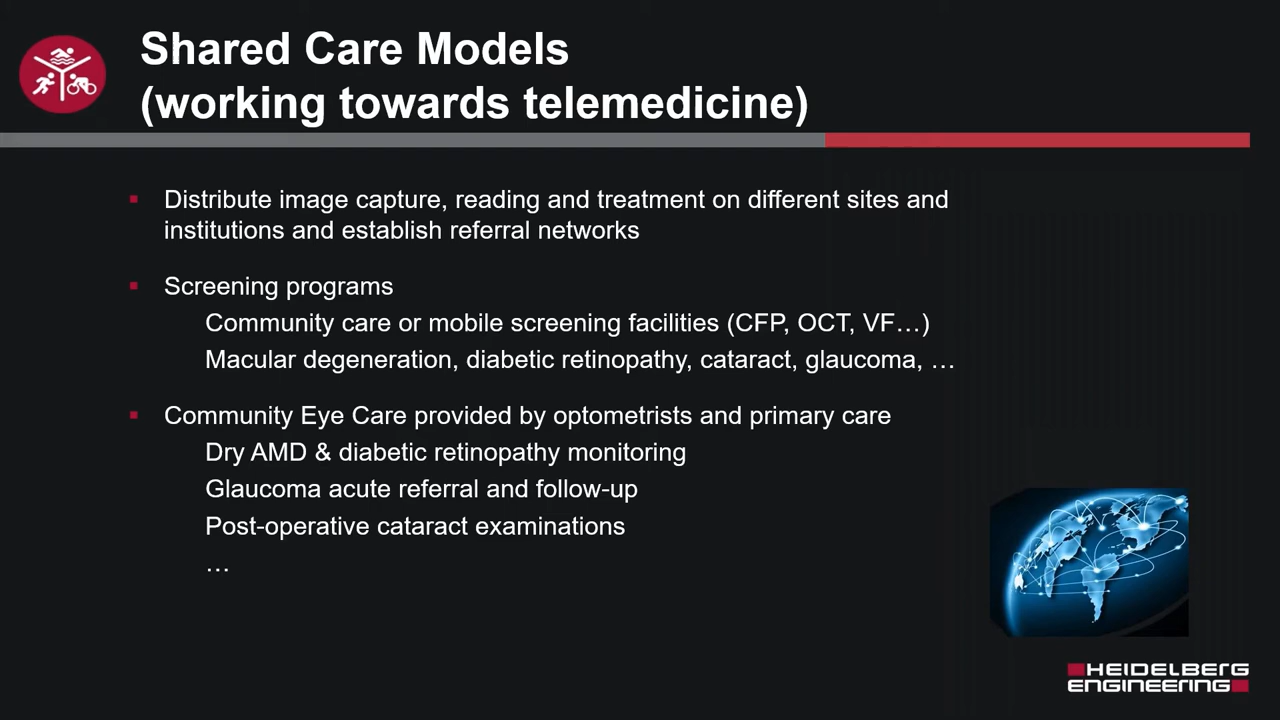 Shared Care Models
(working towards telemedicine)
▪ Distribute image capture, reading and treatment on different sites and
institutions and establish referral networks
▪ Screening programs
Community care or mobile screening facilities (CFP, OCT, VF…)
Macular degeneration, diabetic retinopathy, cataract, glaucoma, …
▪ Community Eye Care provided by optometrists and primary care
Dry AMD & diabetic retinopathy monitoring
Glaucoma acute referral and follow-up
Post-operative cataract examinations
…
HEIDELBERG
ENGINEERING